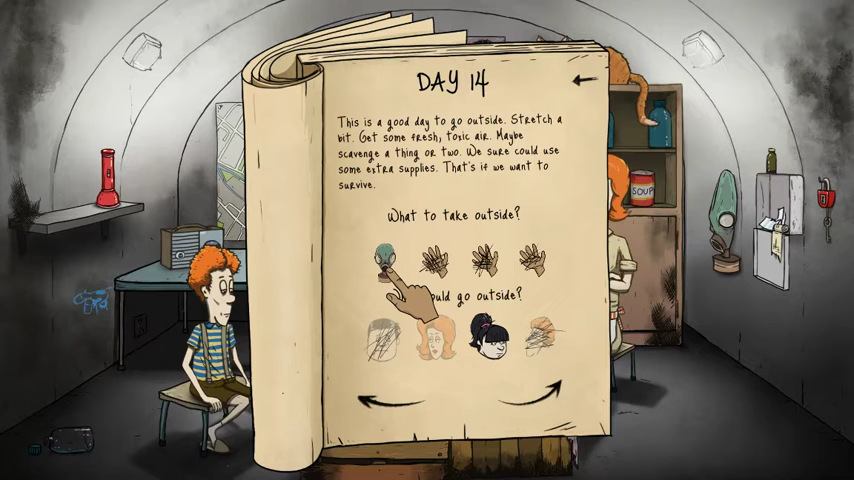 DAY 14
This is a good day to go outside. Stretch a
bit. Get some fresh, toxic air. Maybe
scavenge a thing or two. We sure could use
some extra supplies. That's if we want to
survive.
What to take outside?
ould go outside?
SOUP